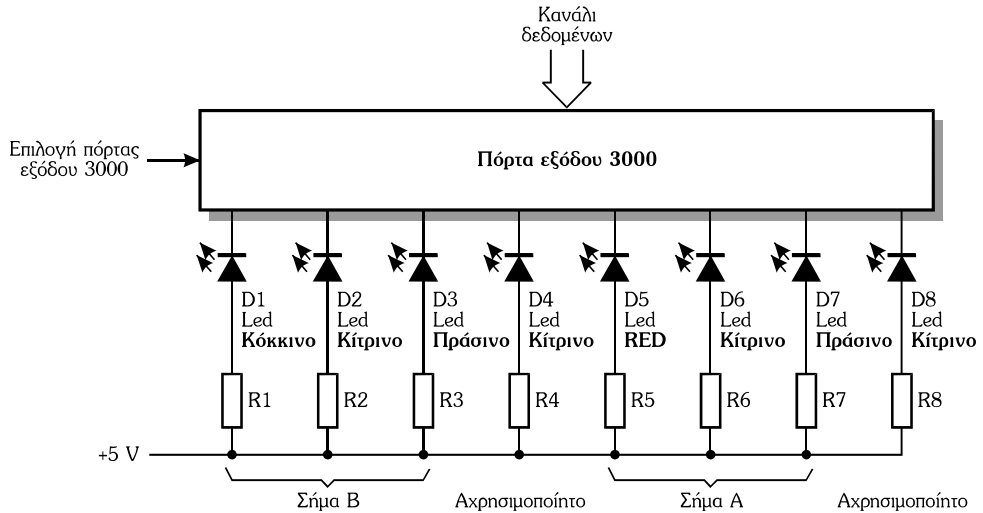 Κανάλι
δεδομένων
Επιλογή πόρτας
εξόδου 3000
Πόρτα εξόδου 3000
D1 D2 D3 D4 D5 D6 D7 D8
Led Led Led Led Led Led Led Led
Κόκκινο Κίτρινο Πράσινο Κίτρινο RED Κίτρινο Πράσινο Κίτρινο
R1 R2 R3 R4 R5 R6 R7 R8
+5 V
Σήμα Β Αχρησιμοποίητο Σήμα Α Αχρησιμοποίητο